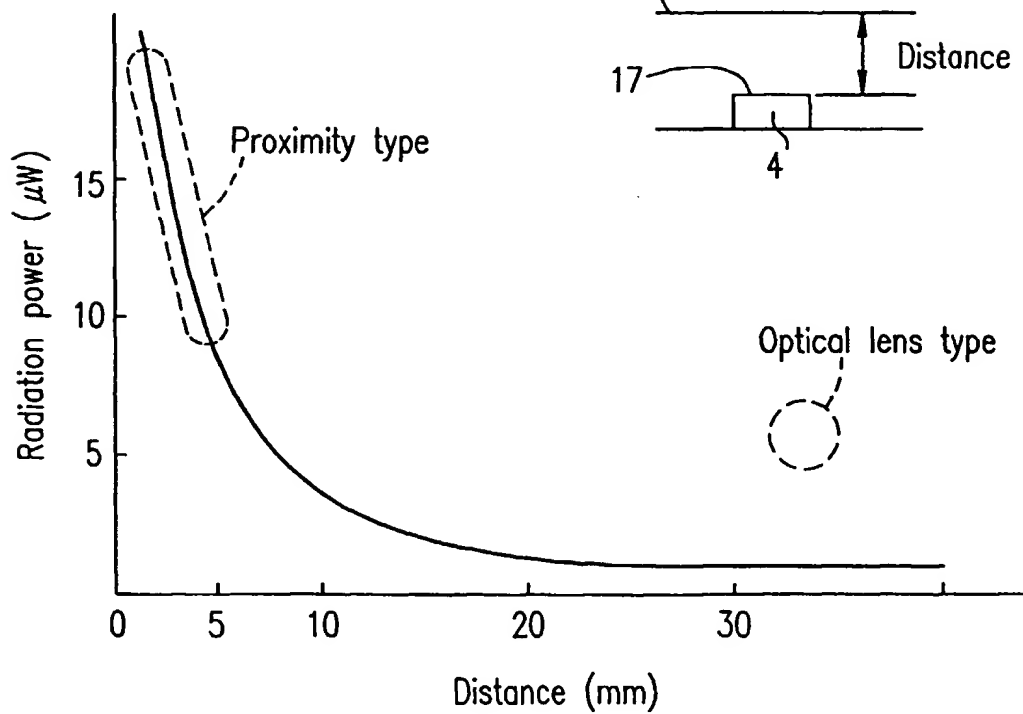 Distance
17
4
Proximity type
Radiation power (μW)
15
10
5
Optical lens type
0 5 10 20 30
Distance (mm)